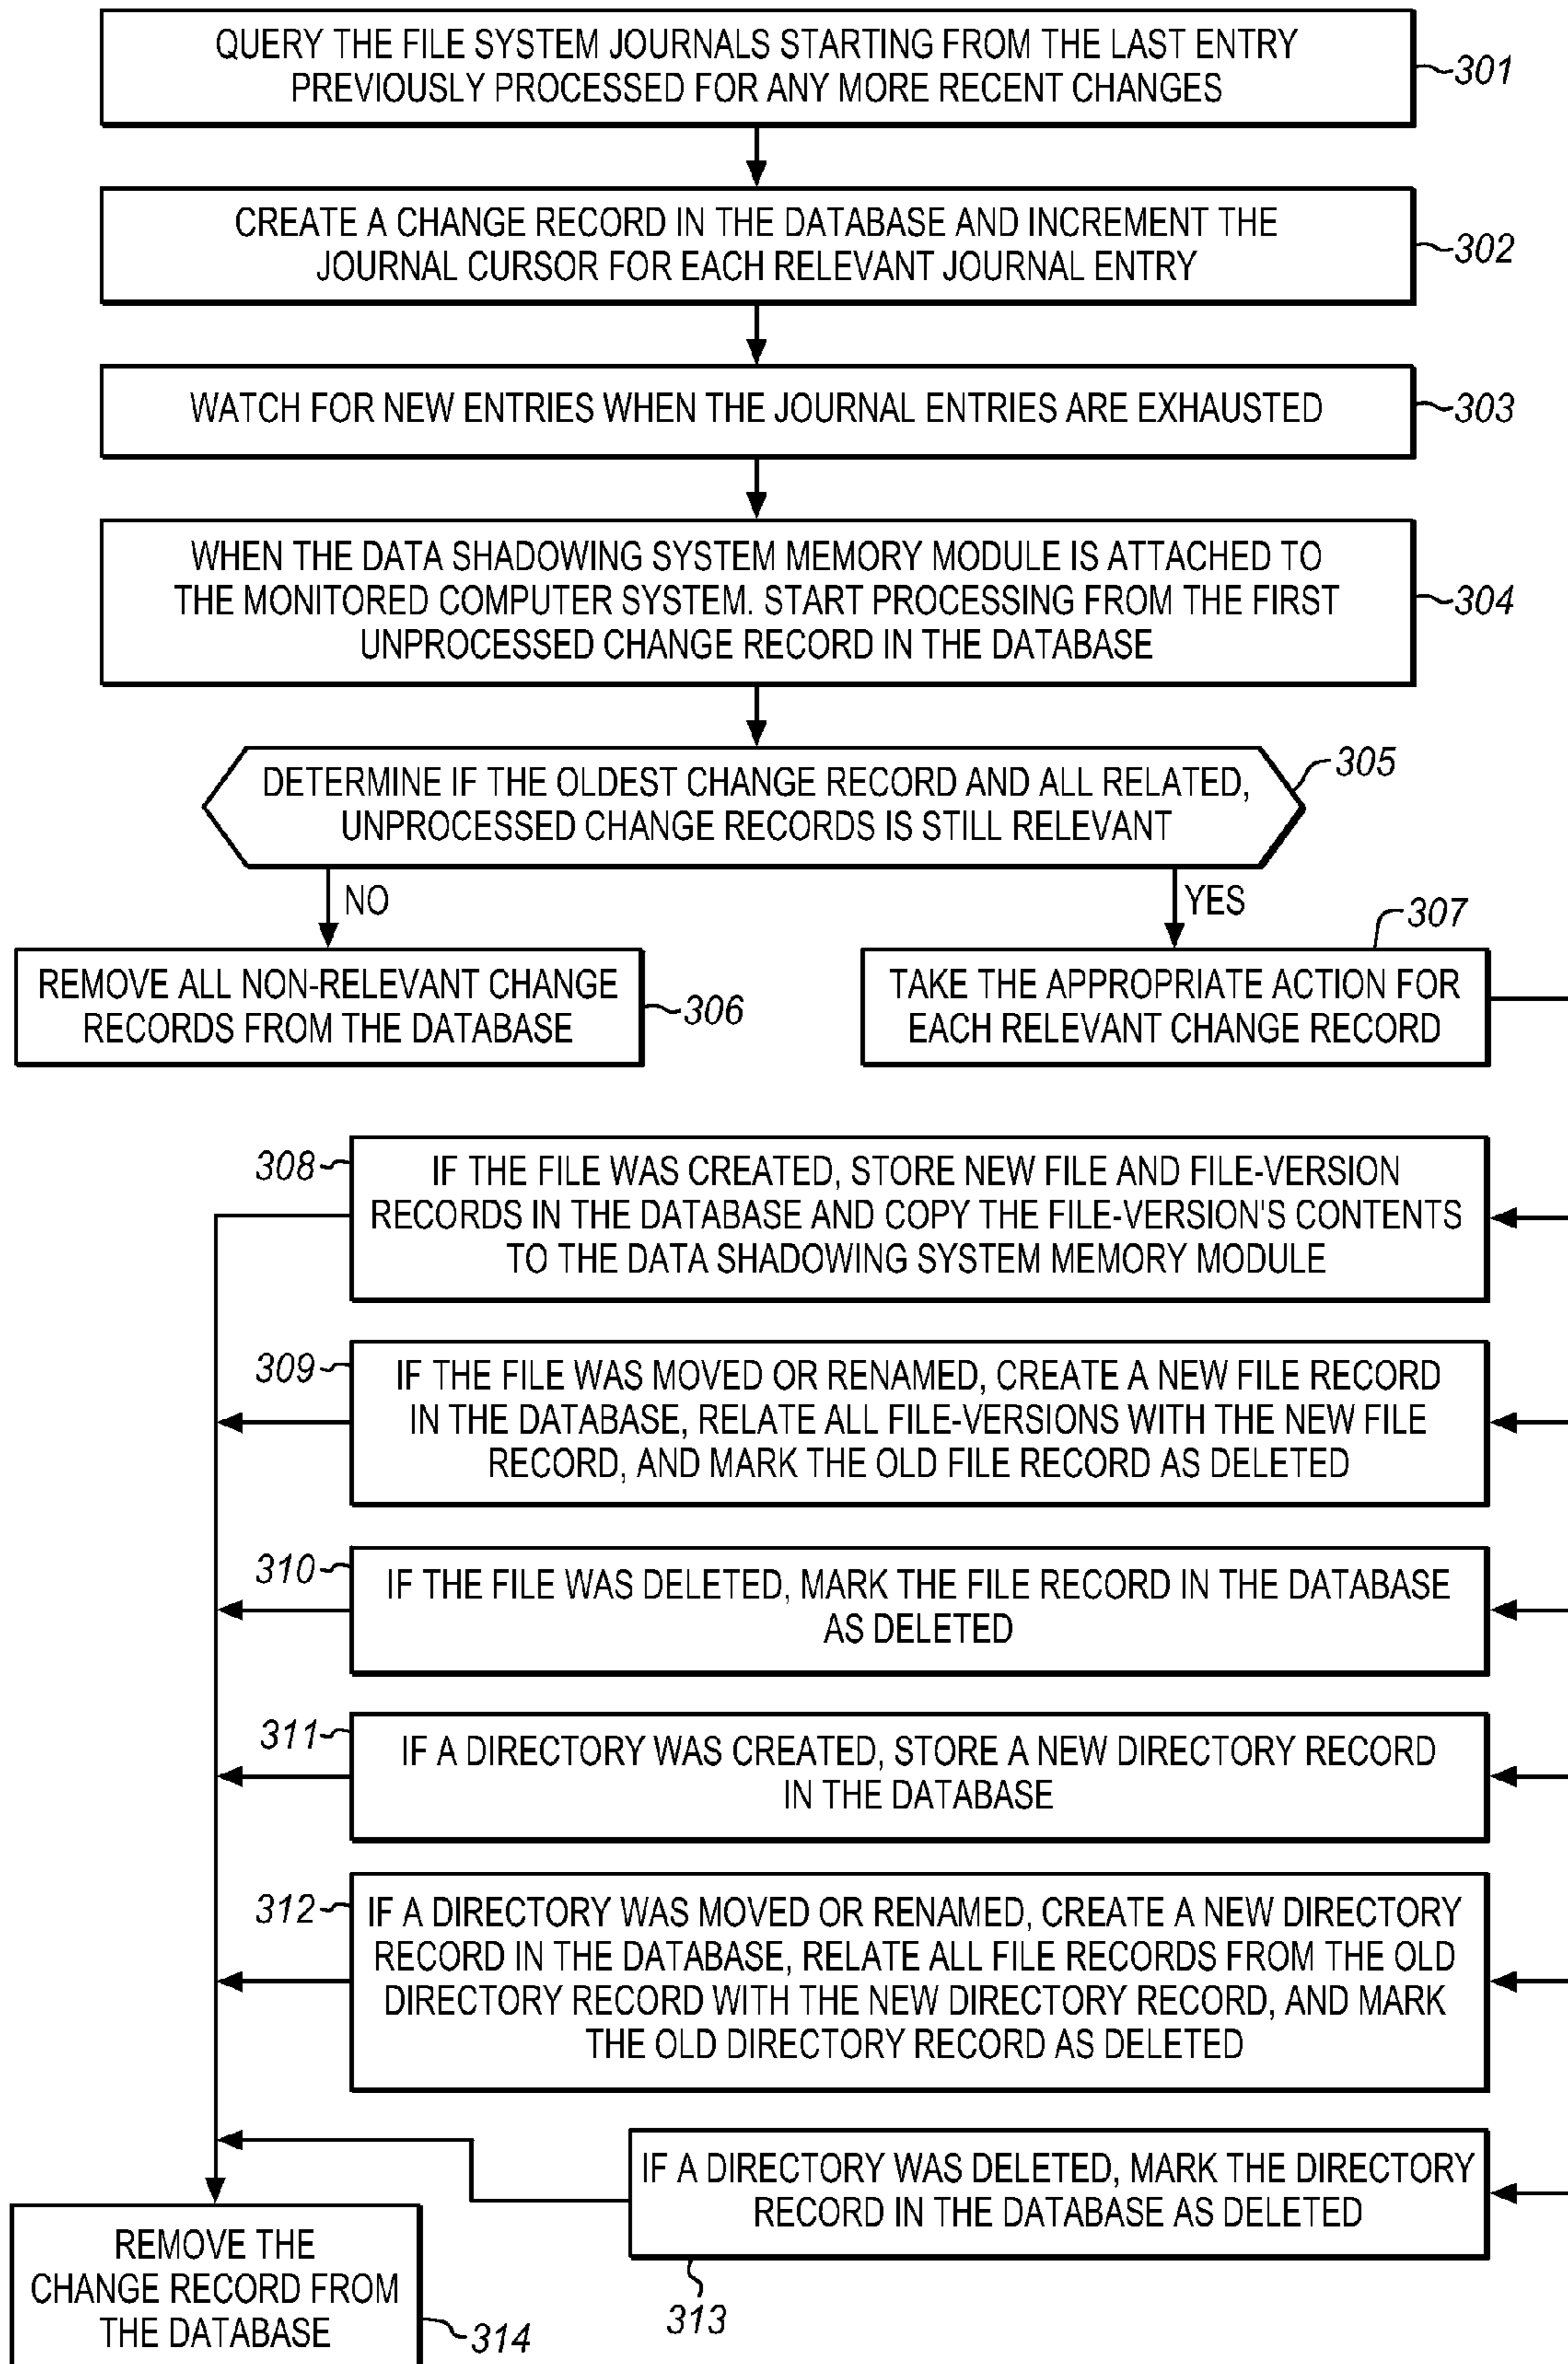 QUERY THE FILE SYSTEM JOURNALS STARTING FROM THE LAST ENTRY
PREVIOUSLY PROCESSED FOR ANY MORE RECENT CHANGES
301
CREATE A CHANGE RECORD IN THE DATABASE AND INCREMENT THE
JOURNAL CURSOR FOR EACH RELEVANT JOURNAL ENTRY
302
WATCH FOR NEW ENTRIES WHEN THE JOURNAL ENTRIES ARE EXHAUSTED
303
WHEN THE DATA SHADOWING SYSTEM MEMORY MODULE IS ATTACHED TO
THE MONITORED COMPUTER SYSTEM. START PROCESSING FROM THE FIRST
UNPROCESSED CHANGE RECORD IN THE DATABASE
304
DETERMINE IF THE OLDEST CHANGE RECORD AND ALL RELATED,
UNPROCESSED CHANGE RECORDS IS STILL RELEVANT
305
NO
YES
REMOVE ALL NON-RELEVANT CHANGE
RECORDS FROM THE DATABASE
306
307
TAKE THE APPROPRIATE ACTION FOR
EACH RELEVANT CHANGE RECORD
308
IF THE FILE WAS CREATED, STORE NEW FILE AND FILE-VERSION
RECORDS IN THE DATABASE AND COPY THE FILE-VERSION'S CONTENTS
TO THE DATA SHADOWING SYSTEM MEMORY MODULE
309
IF THE FILE WAS MOVED OR RENAMED, CREATE A NEW FILE RECORD
IN THE DATABASE, RELATE ALL FILE-VERSIONS WITH THE NEW FILE
RECORD, AND MARK THE OLD FILE RECORD AS DELETED
310
IF THE FILE WAS DELETED, MARK THE FILE RECORD IN THE DATABASE
AS DELETED
311
IF A DIRECTORY WAS CREATED, STORE A NEW DIRECTORY RECORD
IN THE DATABASE
312
IF A DIRECTORY WAS MOVED OR RENAMED, CREATE A NEW DIRECTORY
RECORD IN THE DATABASE, RELATE ALL FILE RECORDS FROM THE OLD
DIRECTORY RECORD WITH THE NEW DIRECTORY RECORD, AND MARK
THE OLD DIRECTORY RECORD AS DELETED
IF A DIRECTORY WAS DELETED, MARK THE DIRECTORY
RECORD IN THE DATABASE AS DELETED
313
REMOVE THE
CHANGE RECORD FROM
THE DATABASE
314